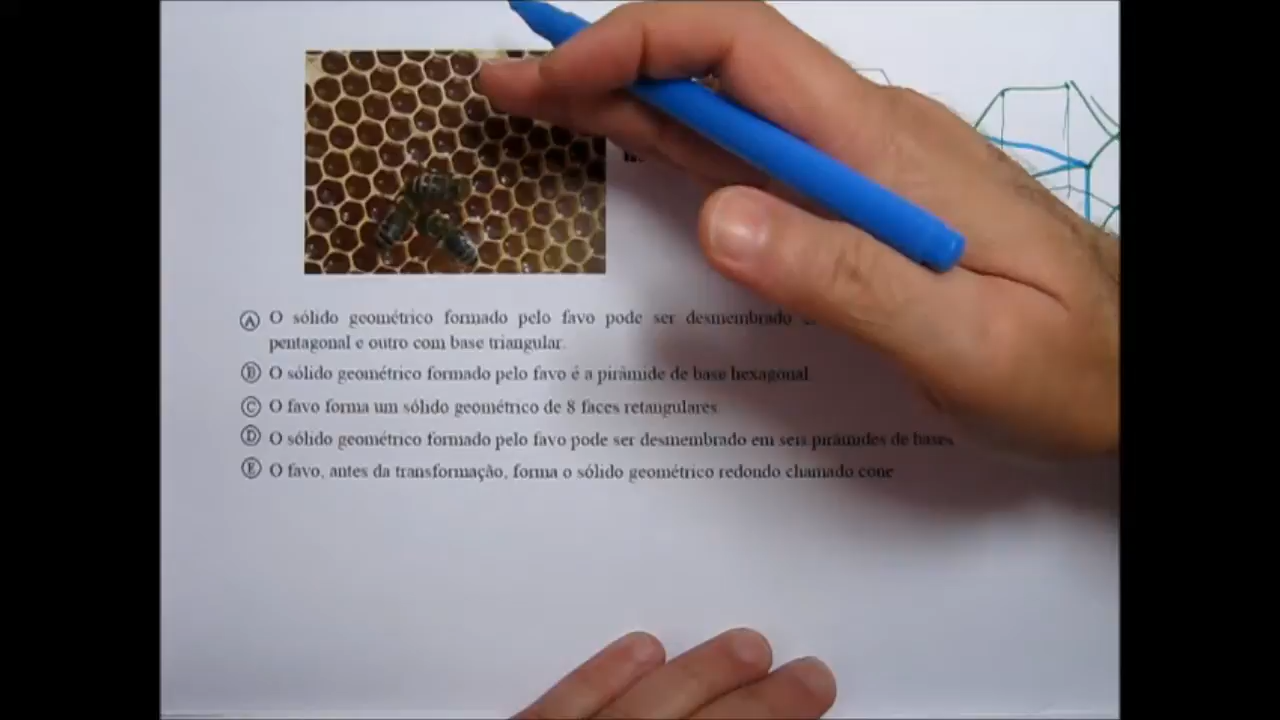 Ⓐ O sólido geométrico formado pelo favo pode ser desmembrado
pentagonal e outro com base triangular.
Ⓑ O sólido geométrico formado pelo favo é a pirâmide de base hexagonal
Ⓒ O favo forma um sólido geométrico de 8 faces retangulares
Ⓓ O sólido geométrico formado pelo favo pode ser desmembrado em seis pirâmides de bases
Ⓔ O favo, antes da transformação, forma o sólido geométrico redondo chamado cone